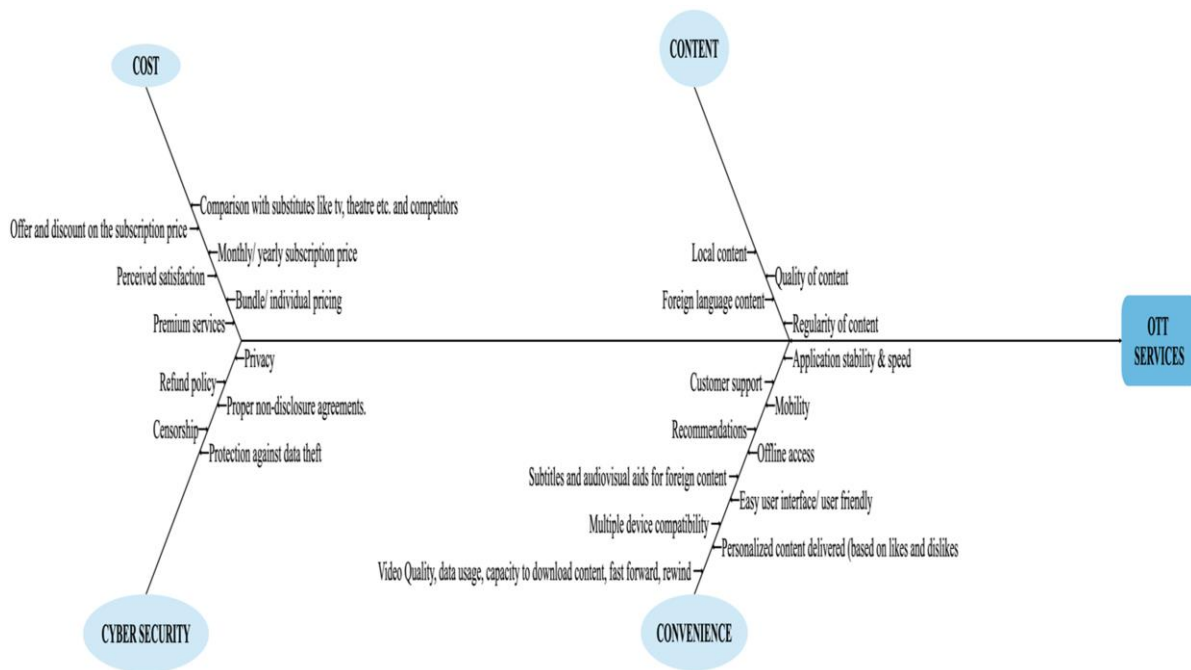 COST
CONTENT
Comparison with substitutes like tv, theatre etc. and competitors
Offer and discount on the subscription price
Monthly/ yearly subscription price
Perceived satisfaction
Bundle/ individual pricing
Premium services
Local content
Quality of content
Foreign language content
Regularity of content
OTT
SERVICES
Privacy
Refund policy
Proper non-disclosure agreements.
Censorship
Protection against data theft
Application stability & speed
Customer support
Mobility
Recommendations
Offline access
Subtitles and audiovisual aids for foreign content
Easy user interface/ user friendly
Multiple device compatibility
Personalized content delivered (based on likes and dislikes
Video Quality, data usage, capacity to download content, fast forward, rewind
CYBER SECURITY
CONVENIENCE